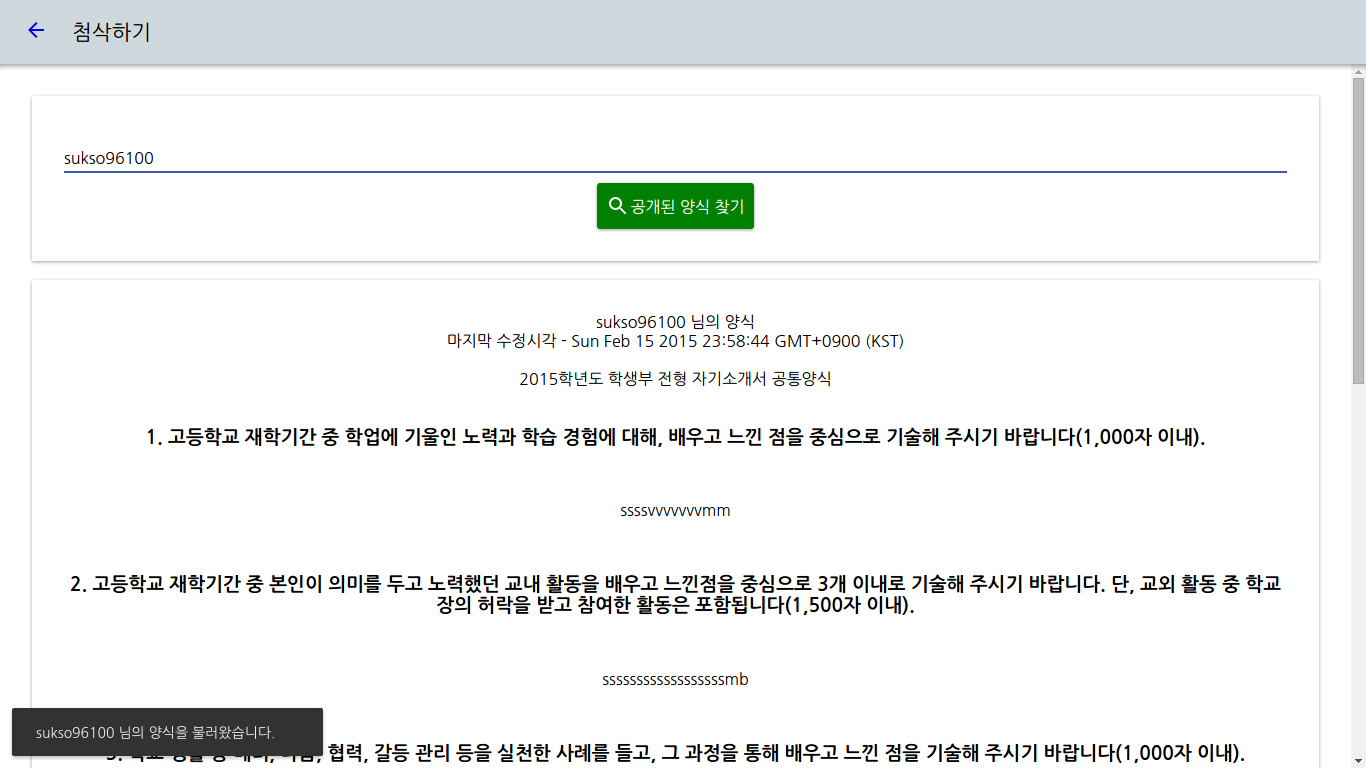 첨삭하기
sukso96100
공개된 양식 찾기
sukso96100 님의 양식
마지막 수정시각 - Sun Feb 15 2015 23:58:44 GMT+0900 (KST)
2015학년도 학생부 전형 자기소개서 공통양식
1. 고등학교 재학기간 중 학업에 기울인 노력과 학습 경험에 대해, 배우고 느낀 점을 중심으로 기술해 주시기 바랍니다(1,000자 이내).
ssssvvvvvvvmm
2. 고등학교 재학기간 중 본인이 의미를 두고 노력했던 교내 활동을 배우고 느낀점을 중심으로 3개 이내로 기술해 주시기 바랍니다. 단, 교외 활동 중 학교
장의 허락을 받고 참여한 활동은 포함됩니다(1,500자 이내).
ssssssssssssssssssmb
sukso96100 님의 양식을 불러왔습니다.
협력, 갈등 관리 등을 실천한 사례를 들고, 그 과정을 통해 배우고 느낀 점을 기술해 주시기 바랍니다(1,000자 이내).